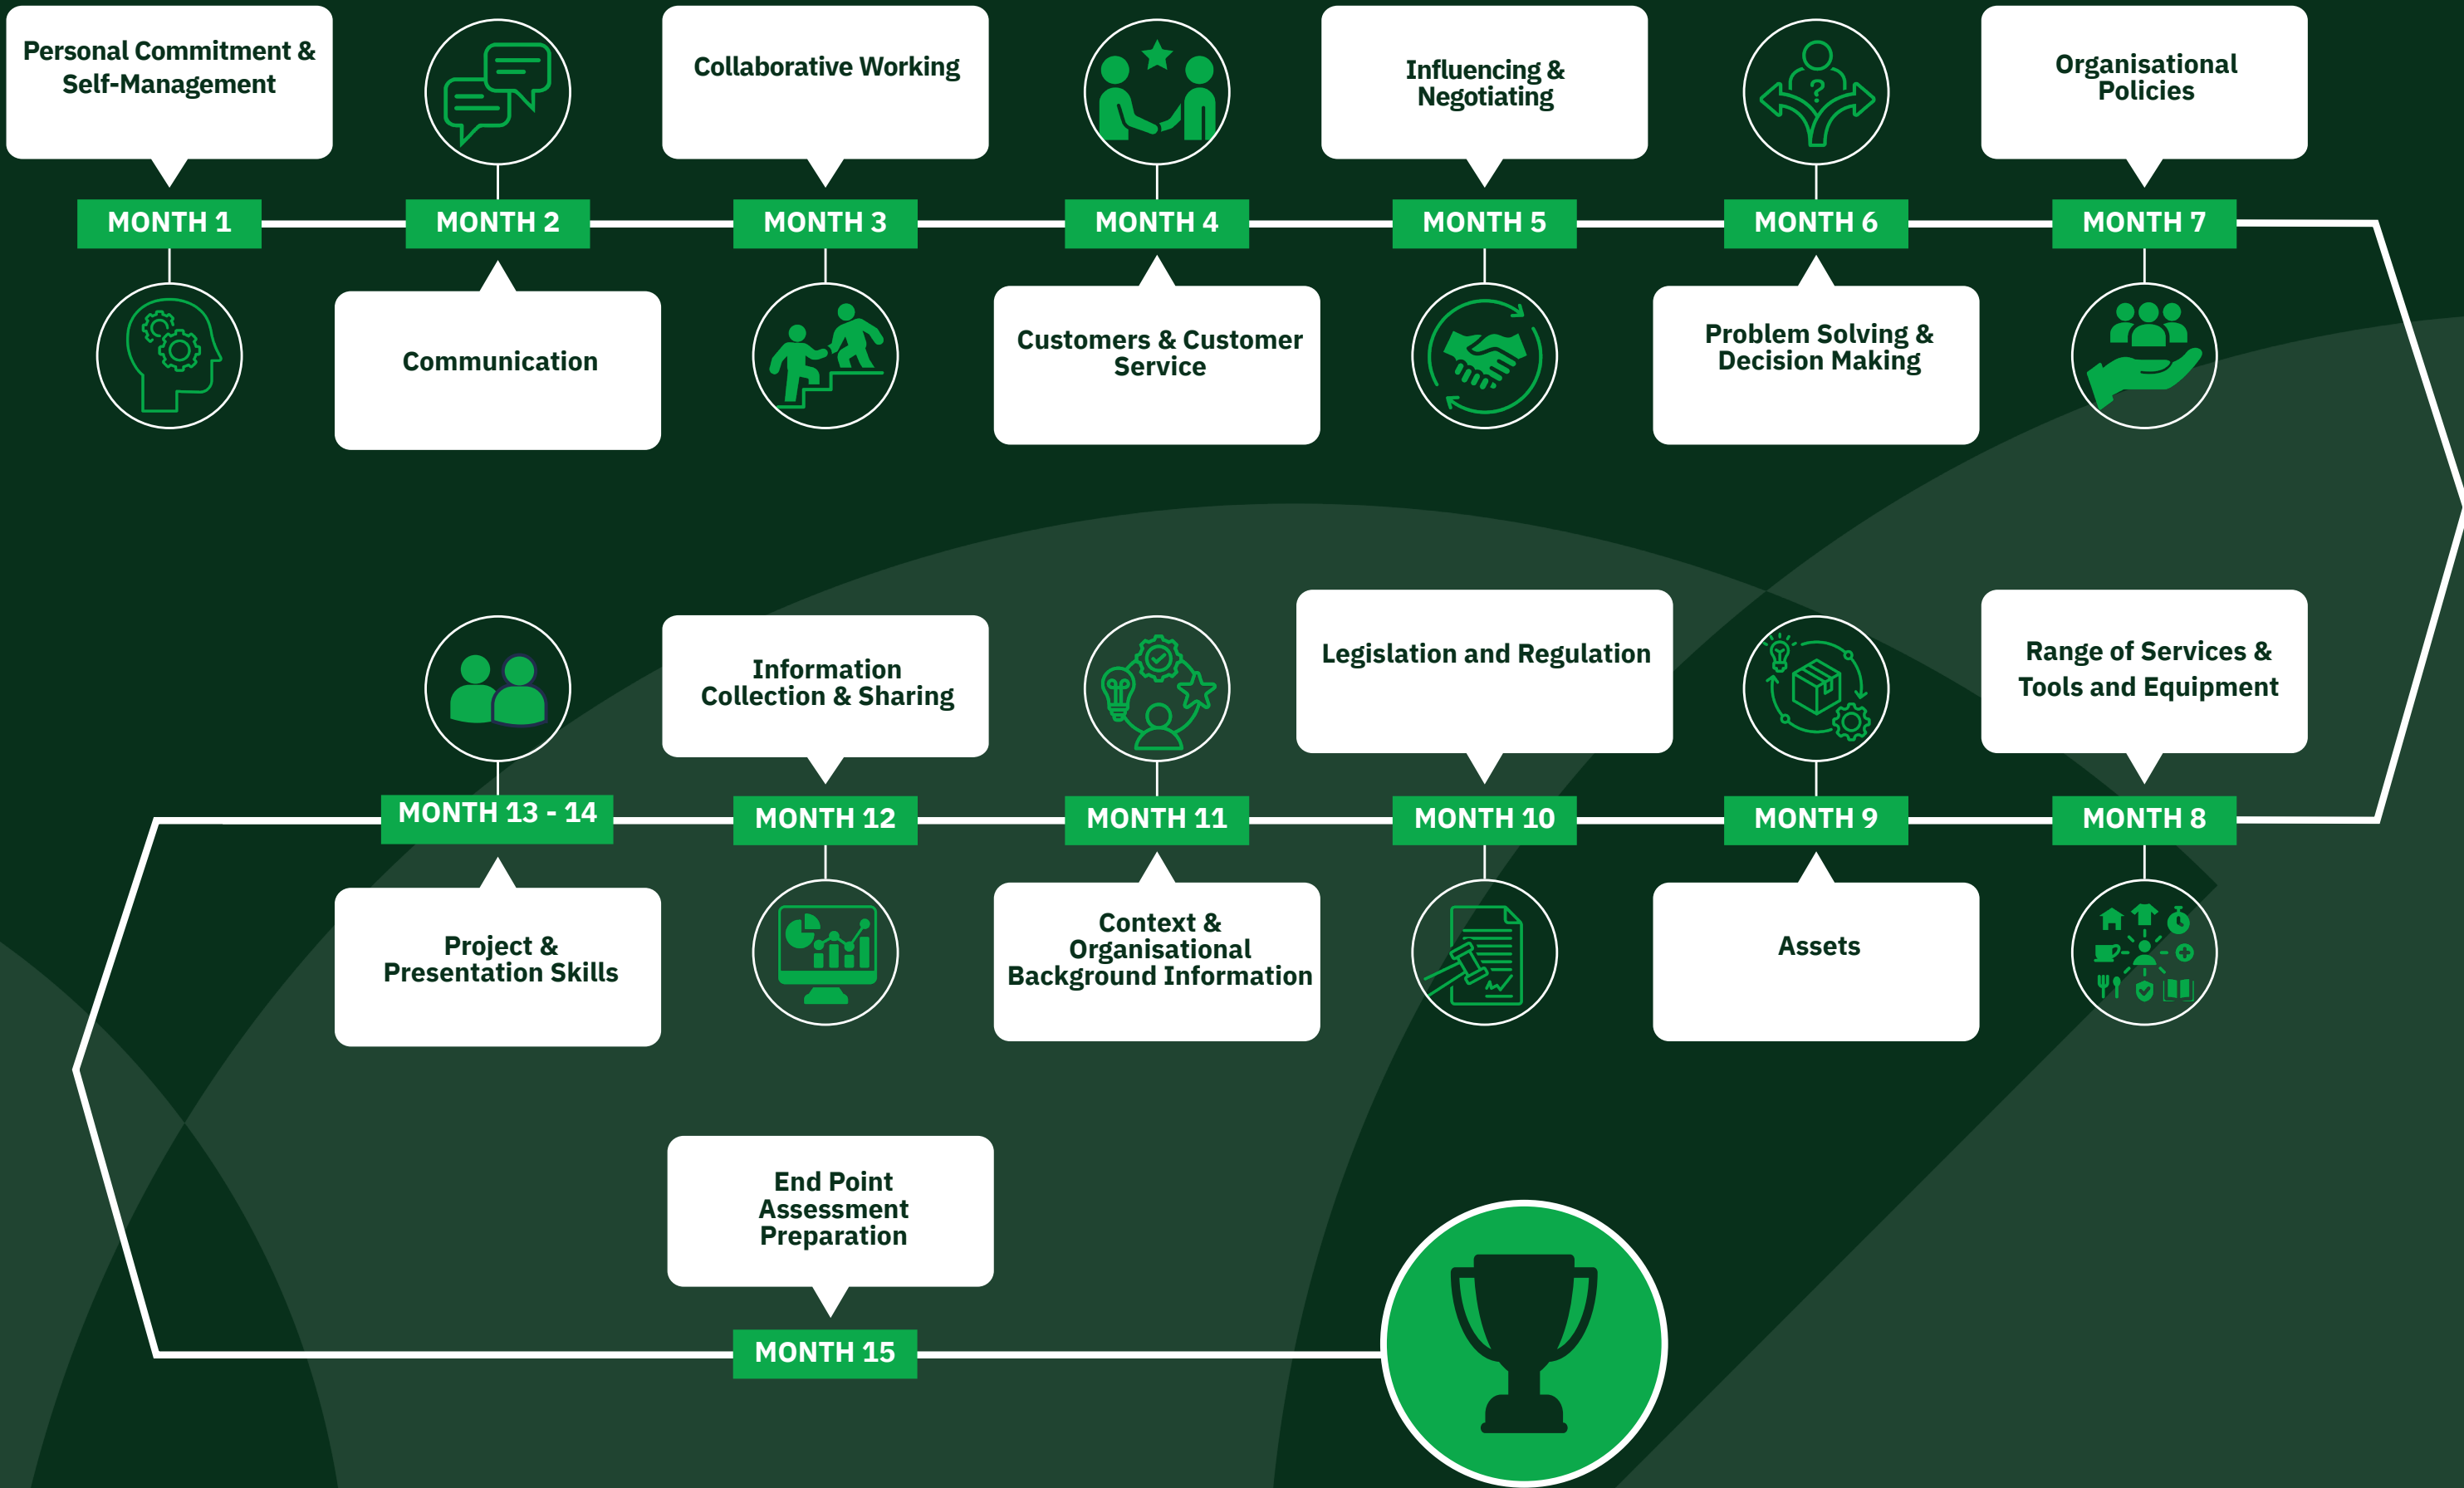 Personal Commitment &
Self-Management
MONTH 1
MONTH 2
Communication
Collaborative Working
MONTH 3
MONTH 4
Customers & Customer
Service
Influencing &
Negotiating
MONTH 5
?
MONTH 6
Problem Solving &
Decision Making
Organisational
Policies
MONTH 7
Range of Services &
Tools and Equipment
MONTH 8
MONTH 9
Assets
Legislation and Regulation
MONTH 10
MONTH 11
Context &
Organisational
Background Information
Information
Collection & Sharing
MONTH 12
MONTH 13 - 14
Project &
Presentation Skills
End Point
Assessment
Preparation
MONTH 15